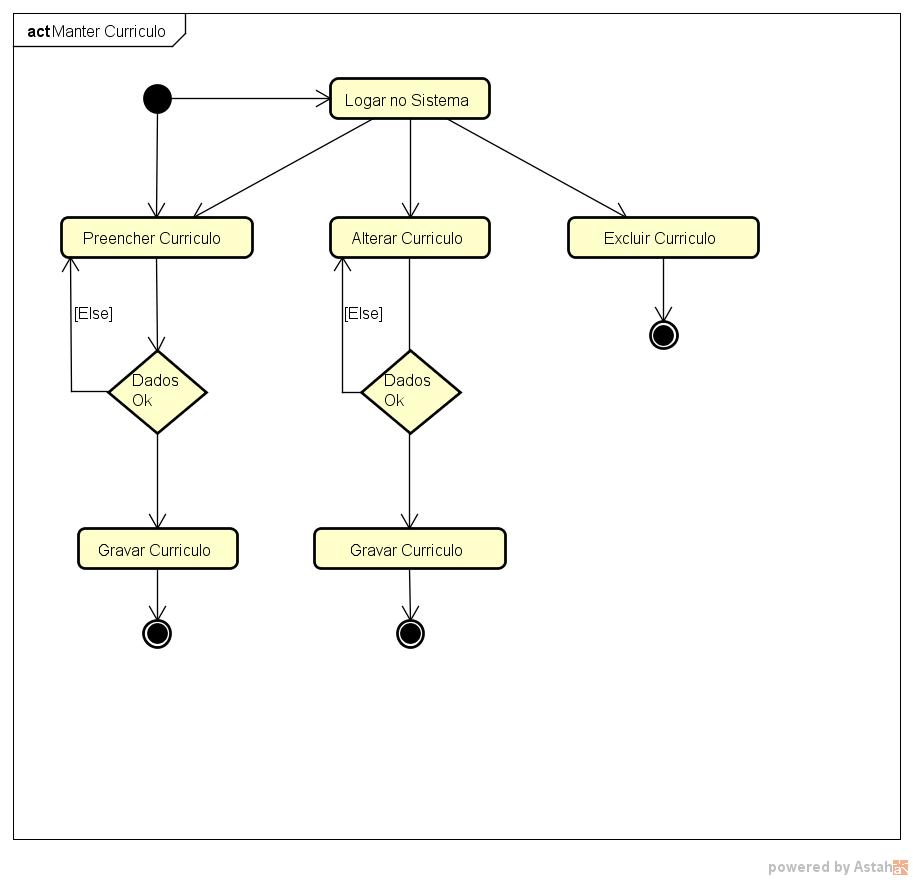 act Manter Curriculo
Logar no Sistema
Preencher Curriculo
Alterar Curriculo
Excluir Curriculo
[Else]
[Else]
Dados
Ok
Dados
Ok
Gravar Curriculo
Gravar Curriculo
powered by Astah